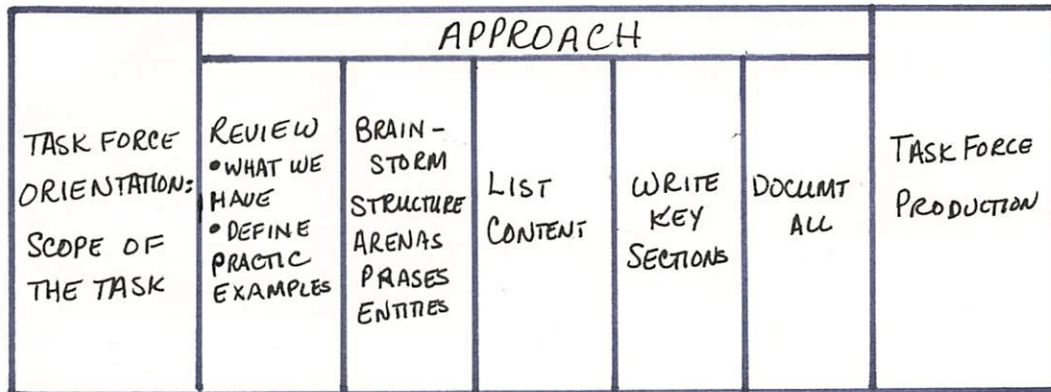 APPROACH
TASK FORCE
ORIENTATION:
SCOPE OF
THE TASK
REVIEW
•WHAT WE
HAVE
•DEFINE
PRACTIC
EXAMPLES
BRAIN-
STORM
STRUCTURE
ARENAS
PRASES
ENTITIES
LIST
CONTENT
WRITE
KEY
SECTIONS
DOCUMT
ALL
TASK FORCE
PRODUCTION